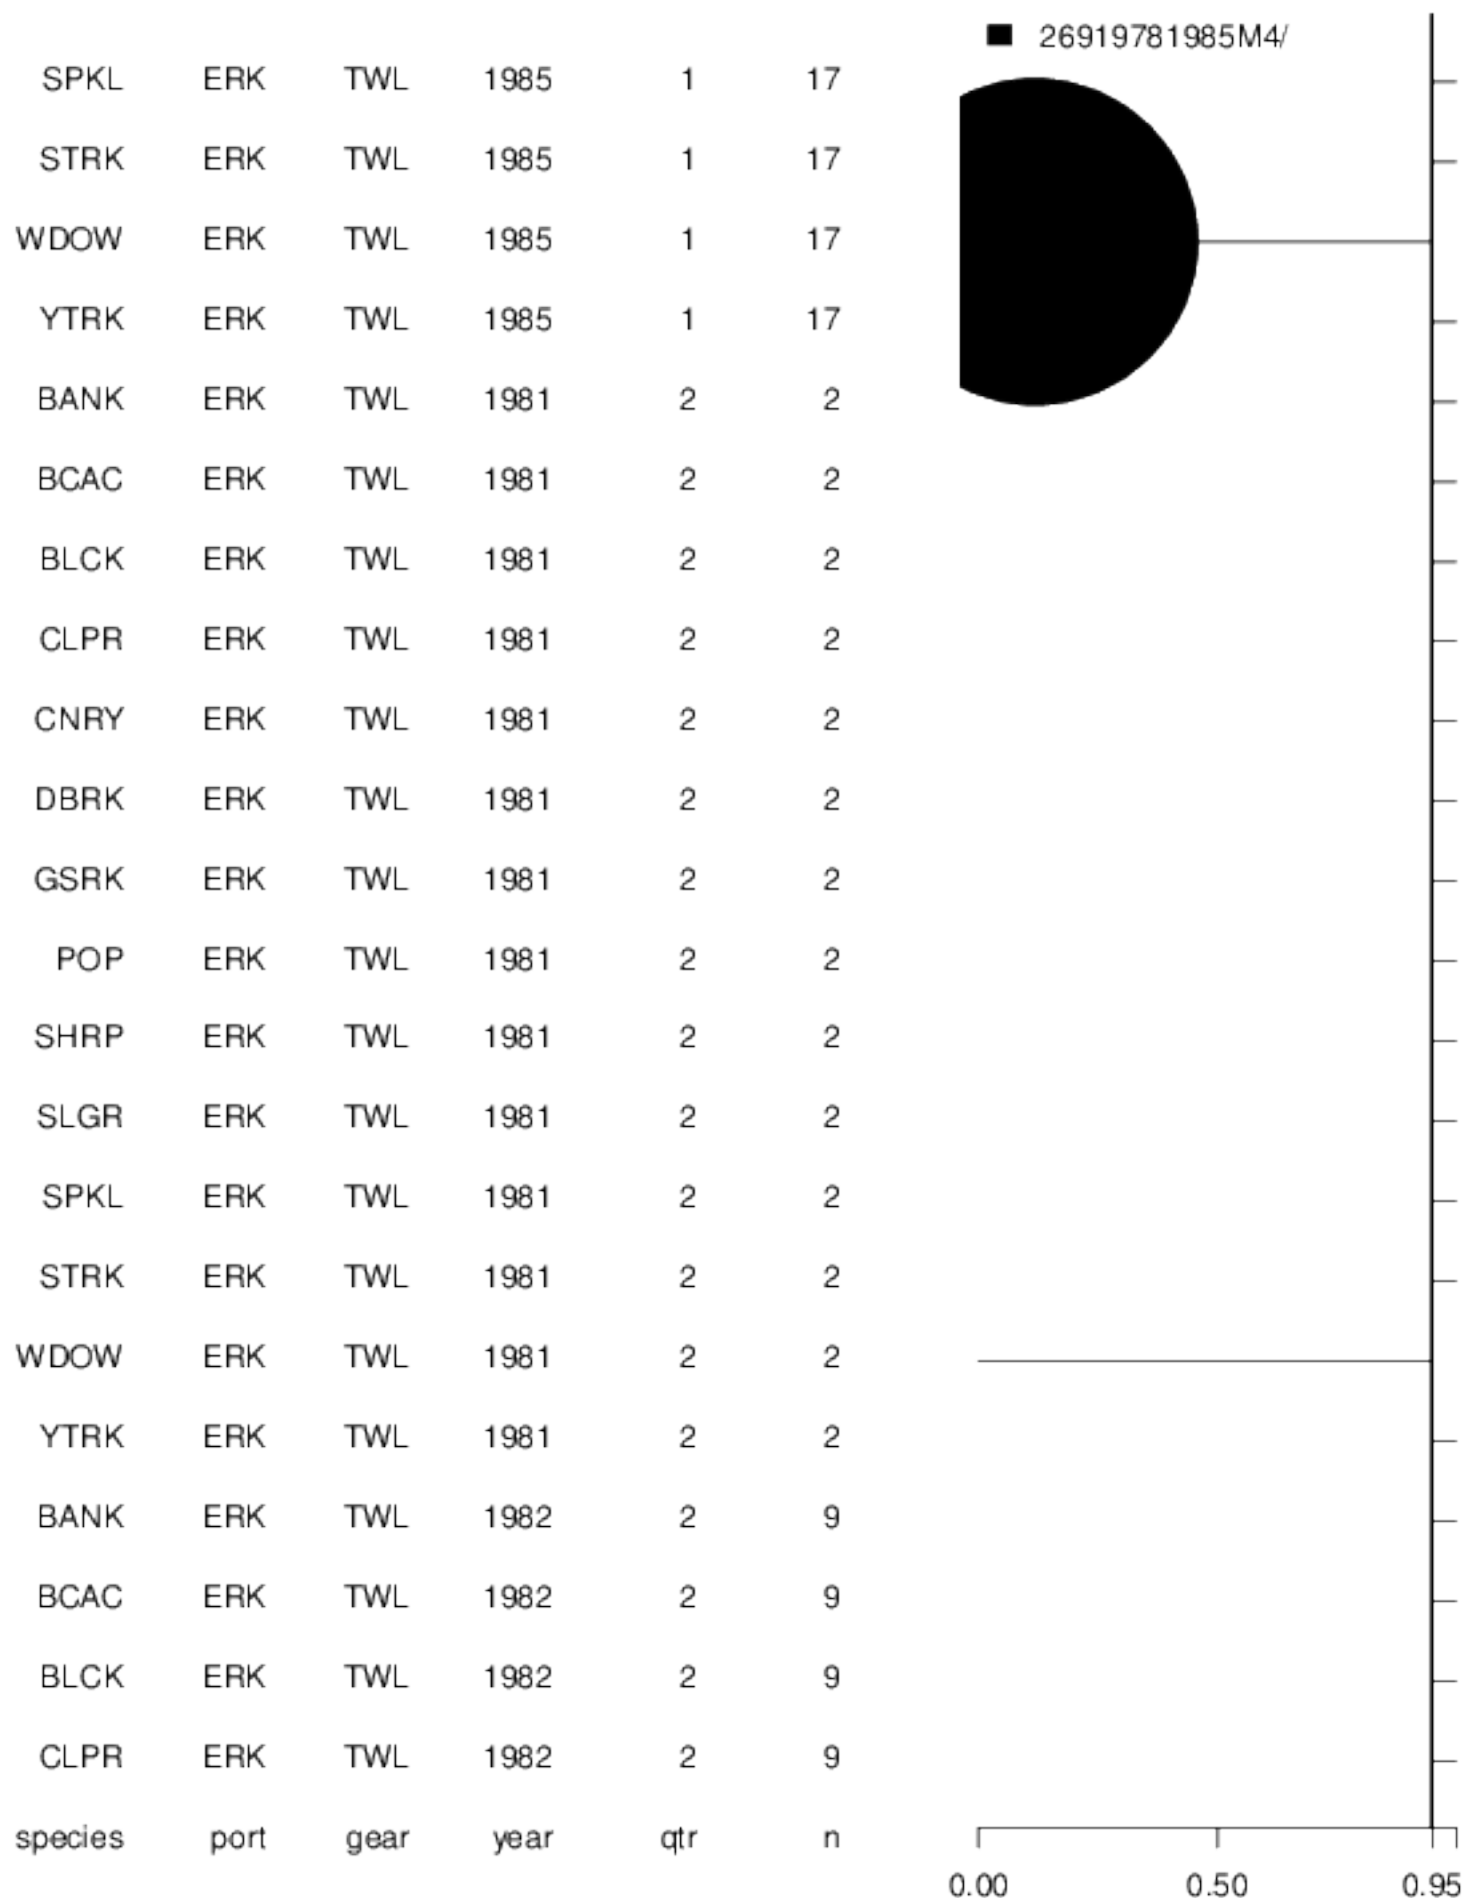 26919781985M4/
SPKL ERK TWL 1985 1 17
STRK ERK TWL 1985 1 17
WDOW ERK TWL 1985 1 17
YTRK ERK TWL 1985 1 17
BANK ERK TWL 1981 2 2
BCAC ERK TWL 1981 2 2
BLCK ERK TWL 1981 2 2
CLPR ERK TWL 1981 2 2
CNRY ERK TWL 1981 2 2
DBRK ERK TWL 1981 2 2
GSRK ERK TWL 1981 2 2
POP ERK TWL 1981 2 2
SHRP ERK TWL 1981 2 2
SLGR ERK TWL 1981 2 2
SPKL ERK TWL 1981 2 2
STRK ERK TWL 1981 2 2
WDOW ERK TWL 1981 2 2
YTRK ERK TWL 1981 2 2
BANK ERK TWL 1982 2 9
BCAC ERK TWL 1982 2 9
BLCK ERK TWL 1982 2 9
CLPR ERK TWL 1982 2 9
species port gear year qtr n
0.00 0.50 0.95